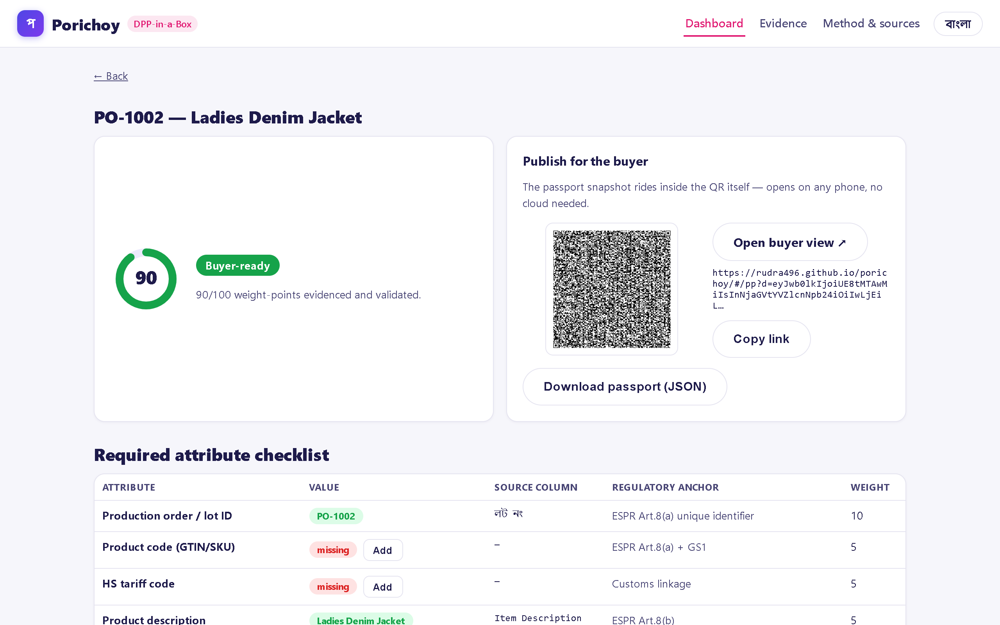 প Porichoy DPP-in-a-Box Dashboard Evidence Method & sources বাংলা
← Back
PO-1002 — Ladies Denim Jacket
90
Buyer-ready
90/100 weight-points evidenced and validated.
Publish for the buyer
The passport snapshot rides inside the QR itself — opens on any phone, no
cloud needed.
Open buyer view ↗
https://rudra496.github.io/poric
hoy/#/pp?d=eyJwb0lkIjoiUE8tMTAwM
iIsInNjaGVtYVZlcnNpb24iOiIwLjEi
L…
Copy link
Download passport (JSON)
Required attribute checklist
ATTRIBUTE VALUE SOURCE COLUMN REGULATORY ANCHOR WEIGHT
Production order / lot ID PO-1002 লট নং ESPR Art.8(a) unique identifier 10
Product code (GTIN/SKU) missing Add – ESPR Art.8(a) + GS1 5
HS tariff code missing Add – Customs linkage 5
Product description Ladies Denim Jacket Item Description ESPR Art.8(b) 5